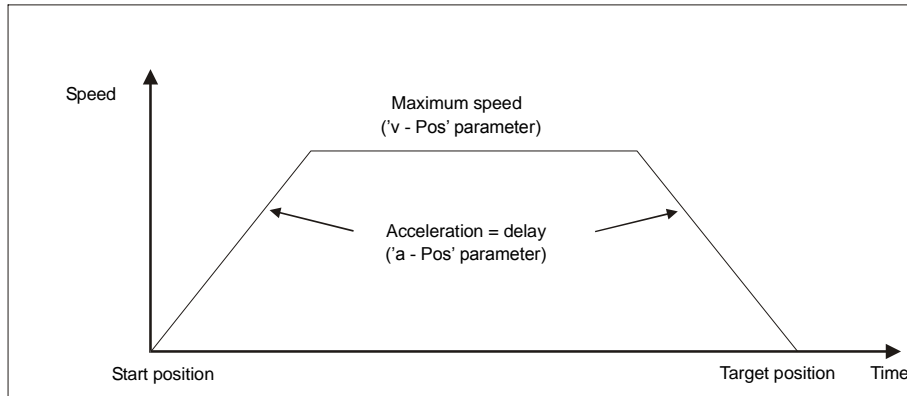 Speed
Maximum speed
('v - Pos' parameter)
Acceleration = delay
('a - Pos' parameter)
Start position
Target position
Time